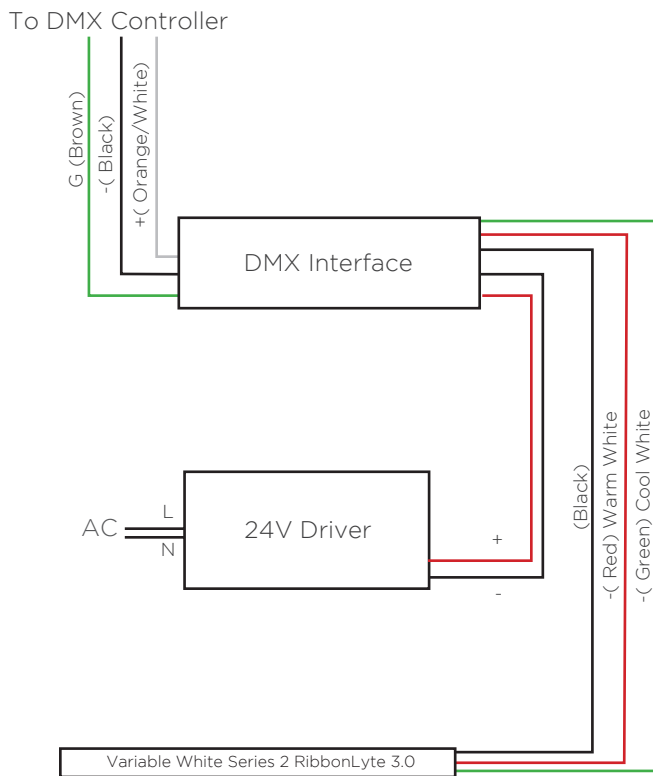 To DMX Controller
G (Brown)
-( Black)
+( Orange/White)
DMX Interface
(Black)
-( Red) Warm White
-( Green) Cool White
L
AC
N
24V Driver
+
-
Variable White Series 2 RibbonLyte 3.0